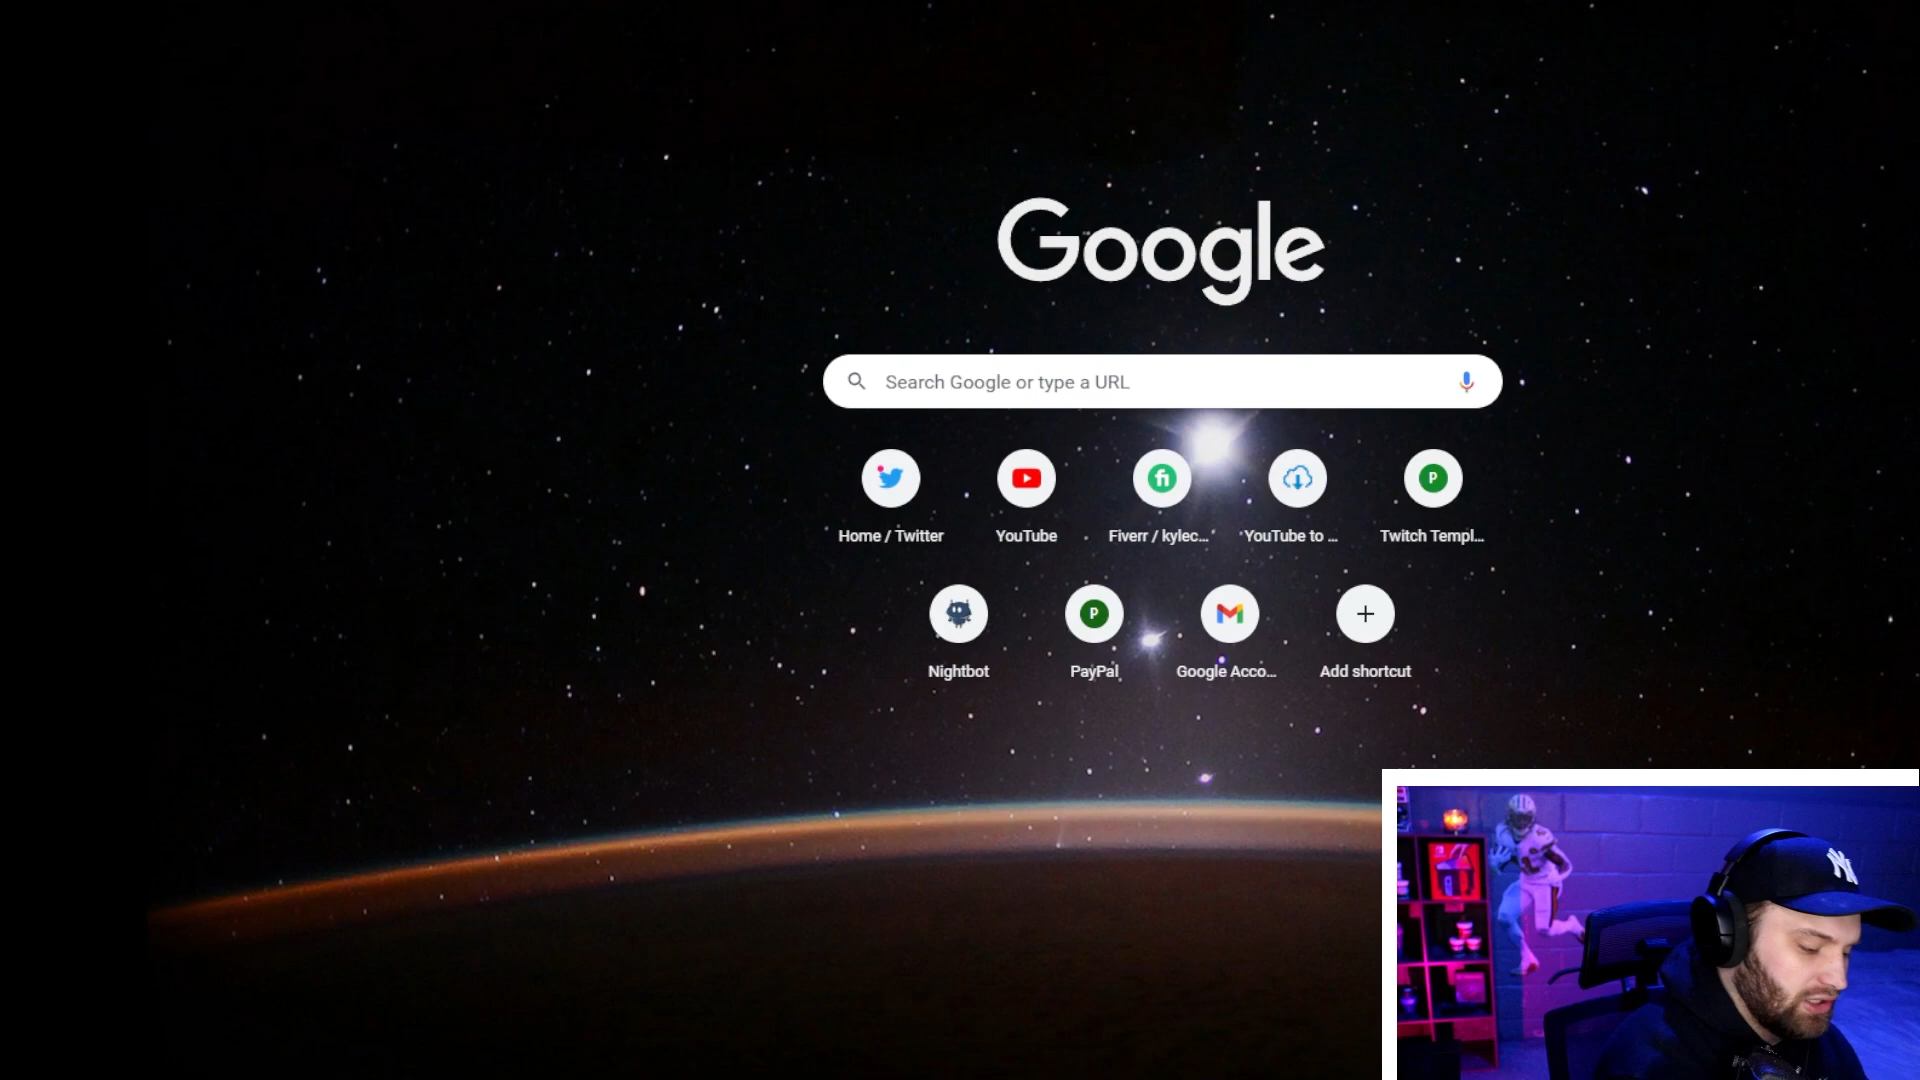 Google
Search Google or type a URL
Home / Twitter
YouTube
Fiverr / kylec...
YouTube to ...
P
Twitch Templ...
Nightbot
P
PayPal
Google Acco...
Add shortcut
NY